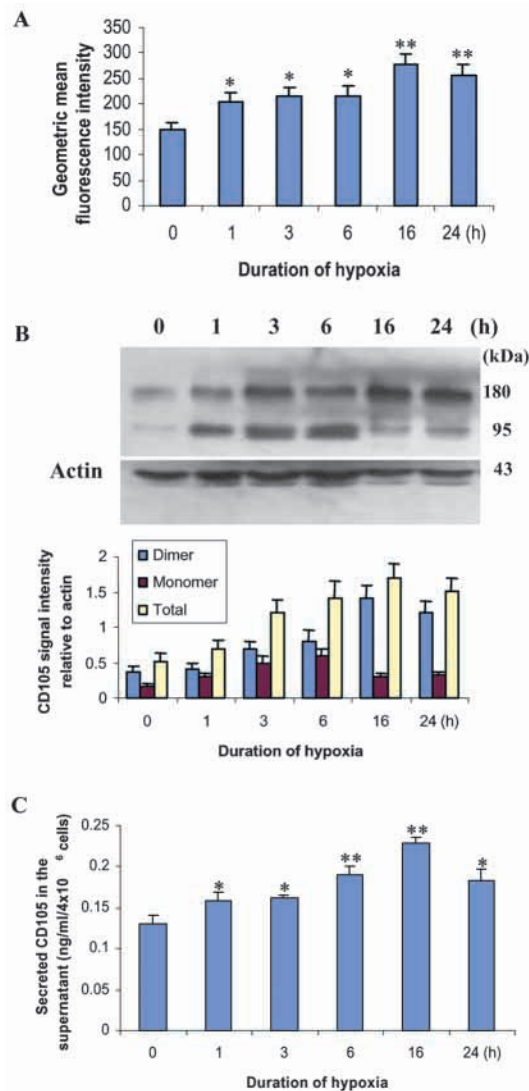 A
Geometric mean
fluorescence intensity
350
300
250
200
150
100
50
0
* * * ** **
0 1 3 6 16 24 (h)
Duration of hypoxia
B
0 1 3 6 16 24 (h)
(kDa)
180
95
Actin
43
CD105 signal intensity
relative to actin
2
1.5
1
0.5
0
Dimer
Monomer
Total
0 1 3 6 16 24 (h)
Duration of hypoxia
C
Secreted CD105 in the
supernatant (ng/ml/4x10 6 cells)
0.25
0.2
0.15
0.1
0.05
0
* * ** ** *
0 1 3 6 16 24 (h)
Duration of hypoxia